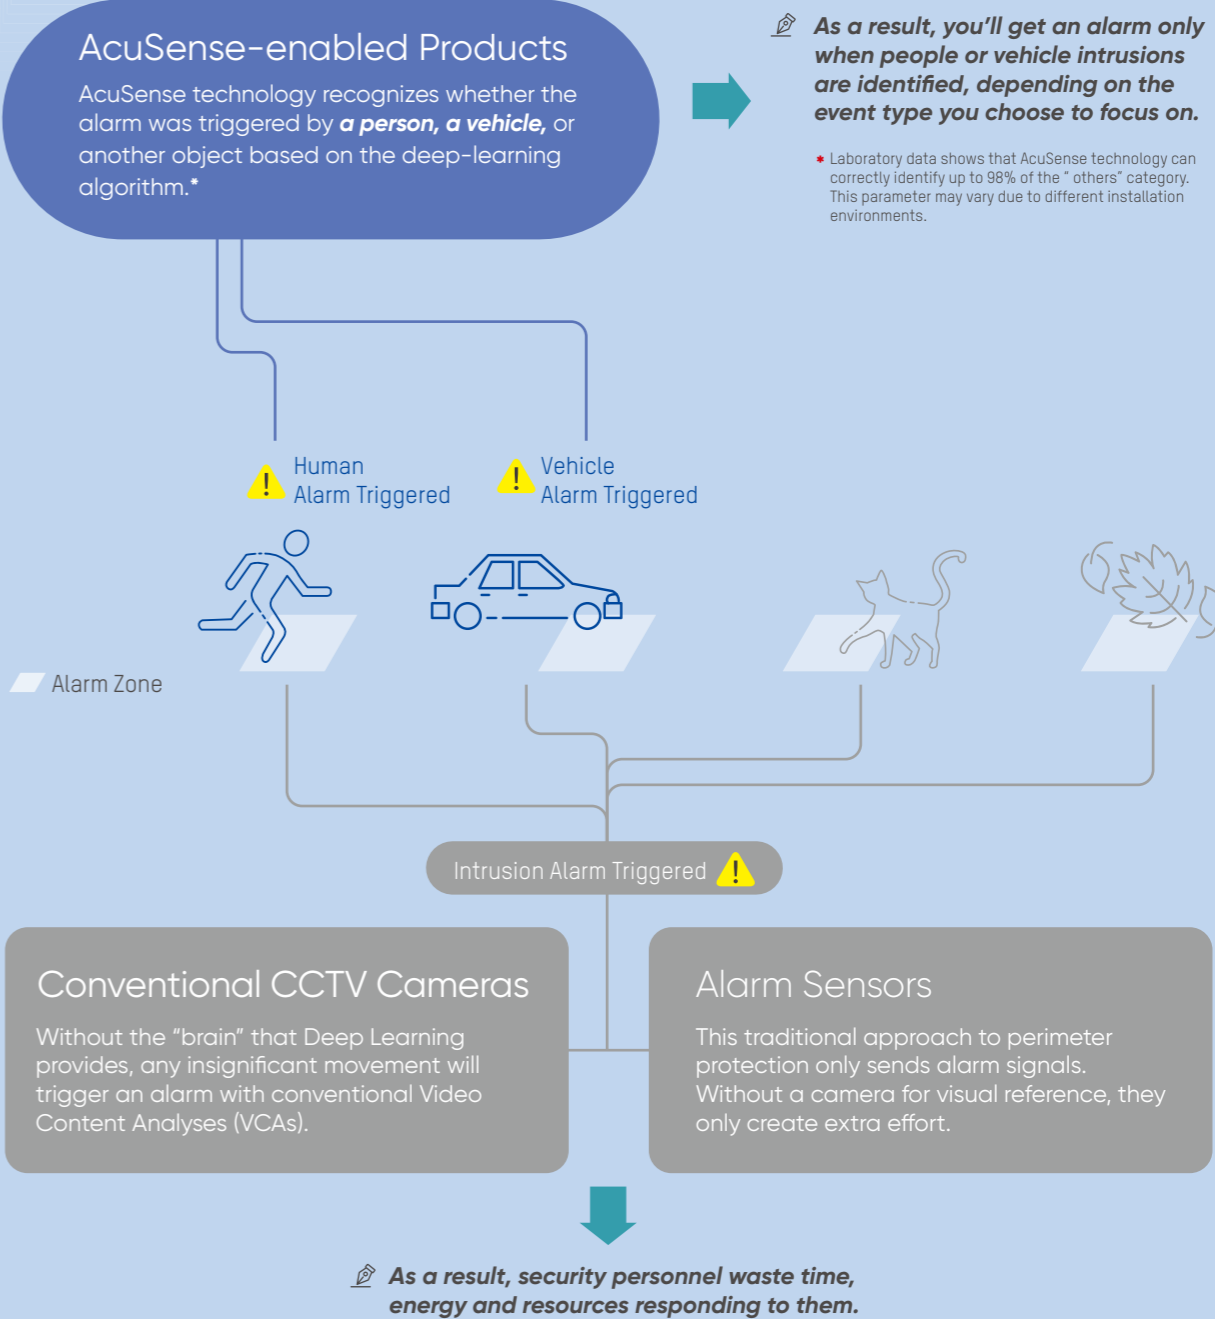 AcuSense-enabled Products
AcuSense technology recognizes whether the
alarm was triggered by a person, a vehicle, or
another object based on the deep-learning
algorithm.*
As a result, you'll get an alarm only
when people or vehicle intrusions
are identified, depending on the
event type you choose to focus on.
* Laboratory data shows that AcuSense technology can
correctly identify up to 98% of the " others" category.
This parameter may vary due to different installation
environments.
Human
Alarm Triggered
Vehicle
Alarm Triggered
Alarm Zone
Intrusion Alarm Triggered
Conventional CCTV Cameras
Without the "brain" that Deep Learning
provides, any insignificant movement will
trigger an alarm with conventional Video
Content Analyses (VCAs).
Alarm Sensors
This traditional approach to perimeter
protection only sends alarm signals.
Without a camera for visual reference, they
only create extra effort.
As a result, security personnel waste time,
energy and resources responding to them.